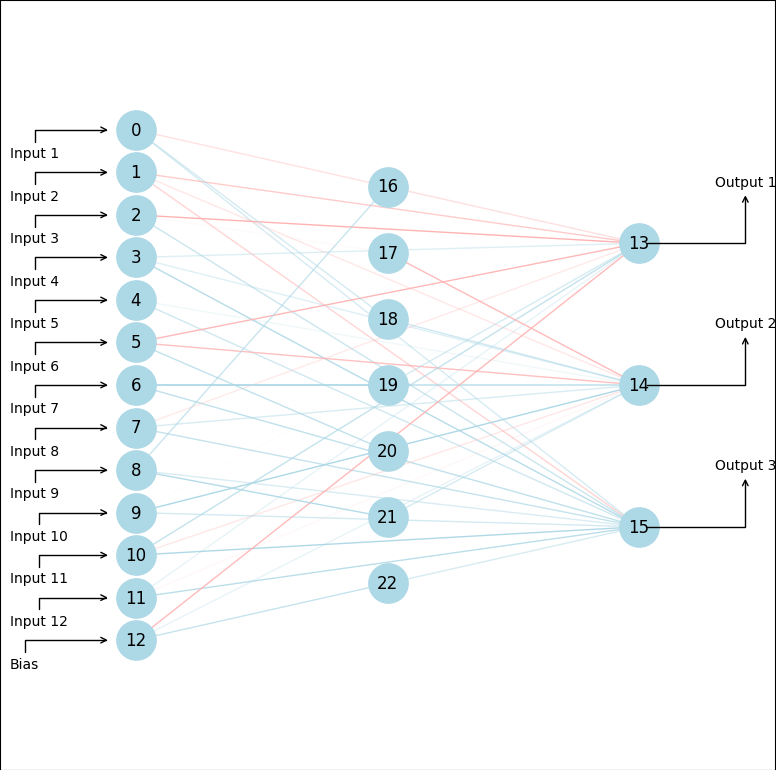 0
Input 1
1
Input 2
2
Input 3
3
Input 4
4
Input 5
5
Input 6
6
Input 7
7
Input 8
8
Input 9
9
Input 10
10
Input 11
11
Input 12
12
Bias
16
17
18
19
20
21
22
13
14
15
Output 1
Output 2
Output 3